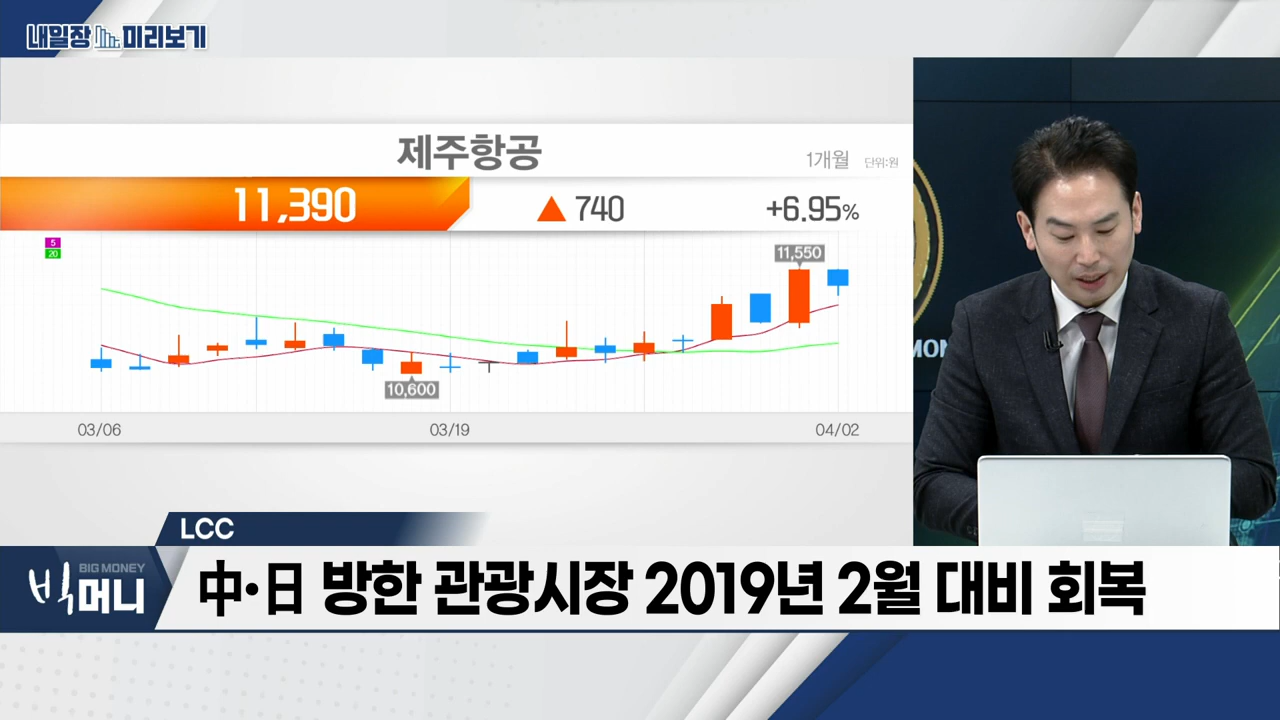 내일장 미리보기
제주항공
1개월 단위:원
11,390 ▲ 740 +6.95%
5
20
11,550
10,600
03/06 03/19 04/02
MON
LCC
BIG MONEY
빅머니
中·日 방한 관광시장 2019년 2월 대비 회복